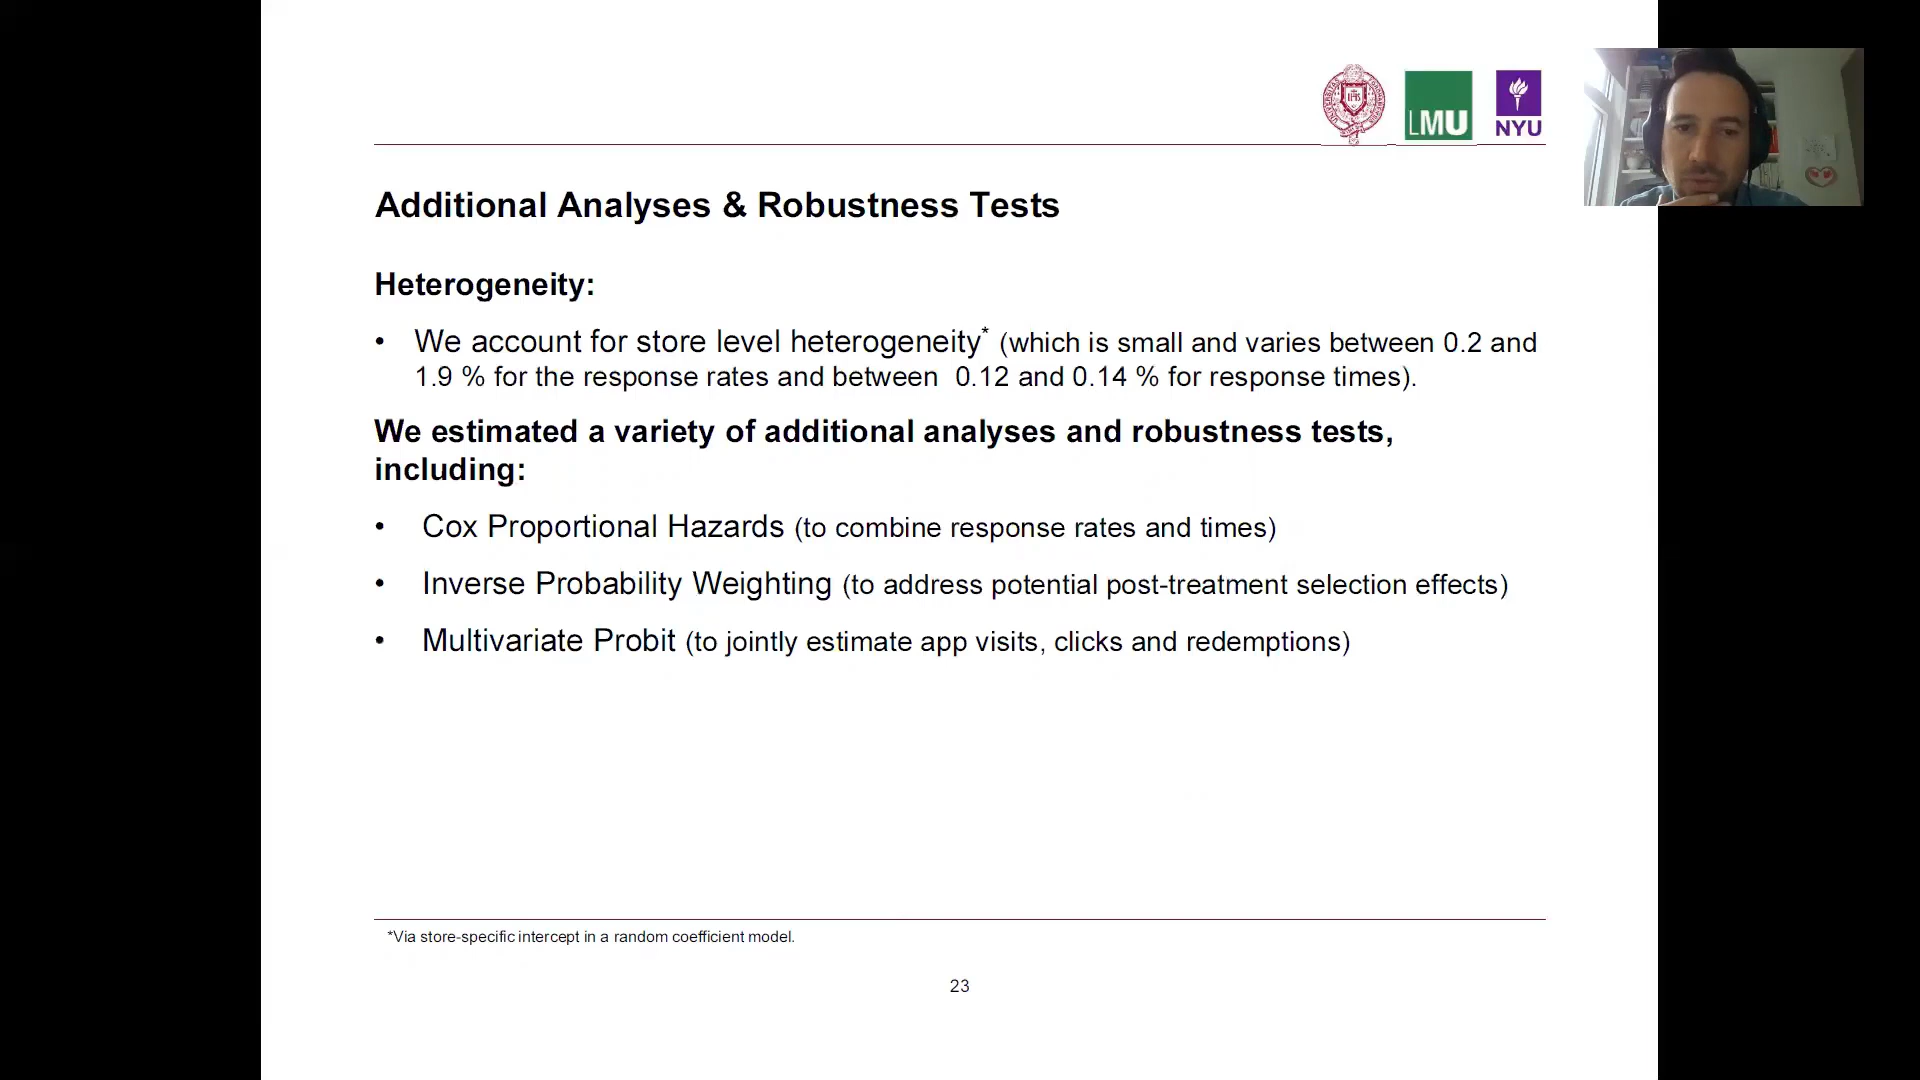 LMU
NYU
Additional Analyses & Robustness Tests
Heterogeneity:
• We account for store level heterogeneity* (which is small and varies between 0.2 and
1.9 % for the response rates and between 0.12 and 0.14 % for response times).
We estimated a variety of additional analyses and robustness tests,
including:
• Cox Proportional Hazards (to combine response rates and times)
• Inverse Probability Weighting (to address potential post-treatment selection effects)
• Multivariate Probit (to jointly estimate app visits, clicks and redemptions)
*Via store-specific intercept in a random coefficient model.
23